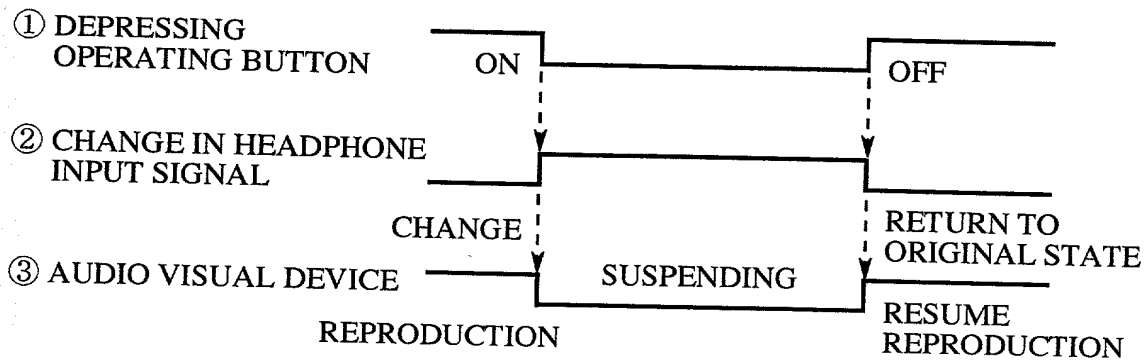 ① DEPRESSING
OPERATING BUTTON
ON
OFF
② CHANGE IN HEADPHONE
INPUT SIGNAL
CHANGE
RETURN TO
ORIGINAL STATE
③ AUDIO VISUAL DEVICE
SUSPENDING
REPRODUCTION
RESUME
REPRODUCTION